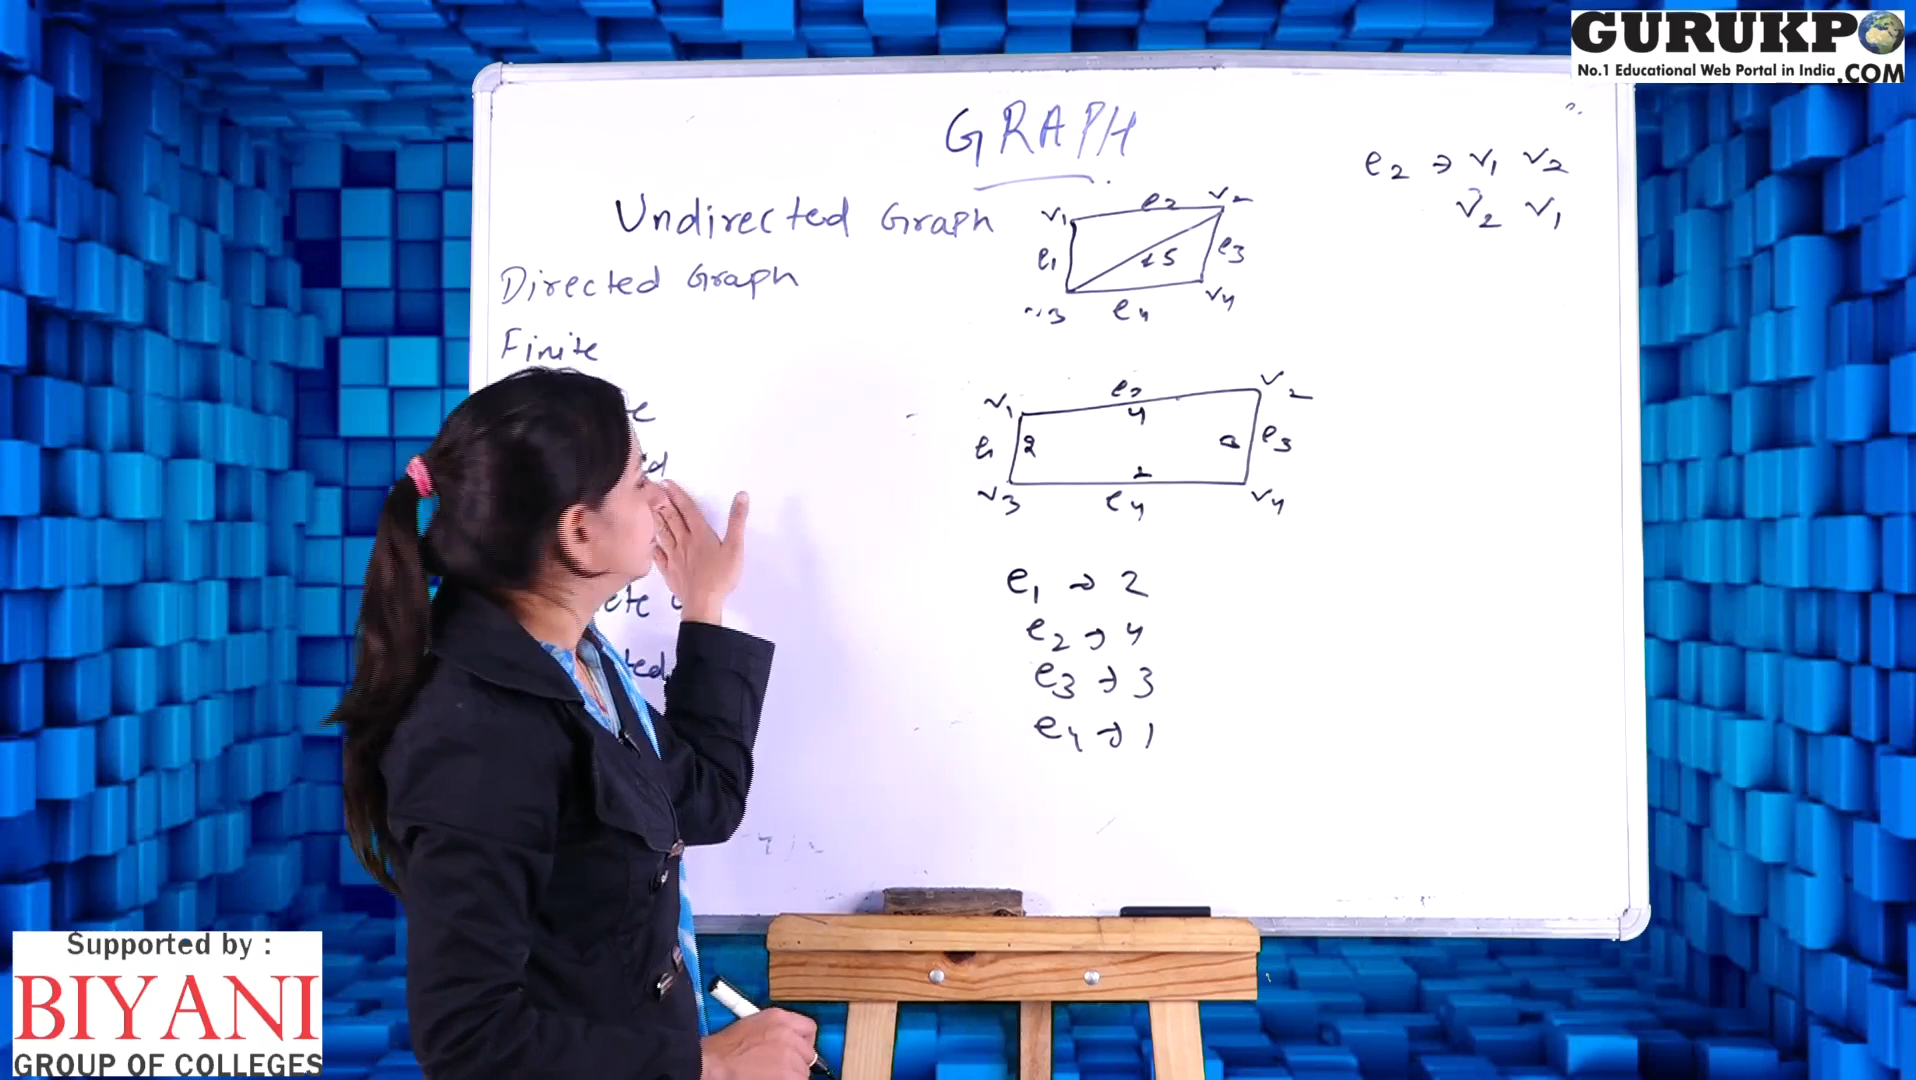 GURUKPO
No.1 Educational Web Portal in India .COM
GRAPH
Undirected Graph
Directed Graph
Finite
e2 → v1 v2
v2 v1
v1 e2 v2
e1 e5 e3
v3 e4 v4
v1 e2 v2
4
e1 2 e3
v3 e4 v4
e1 → 2
e2 → 4
e3 → 3
e4 → 1
Supported by :
BIYANI
GROUP OF COLLEGES